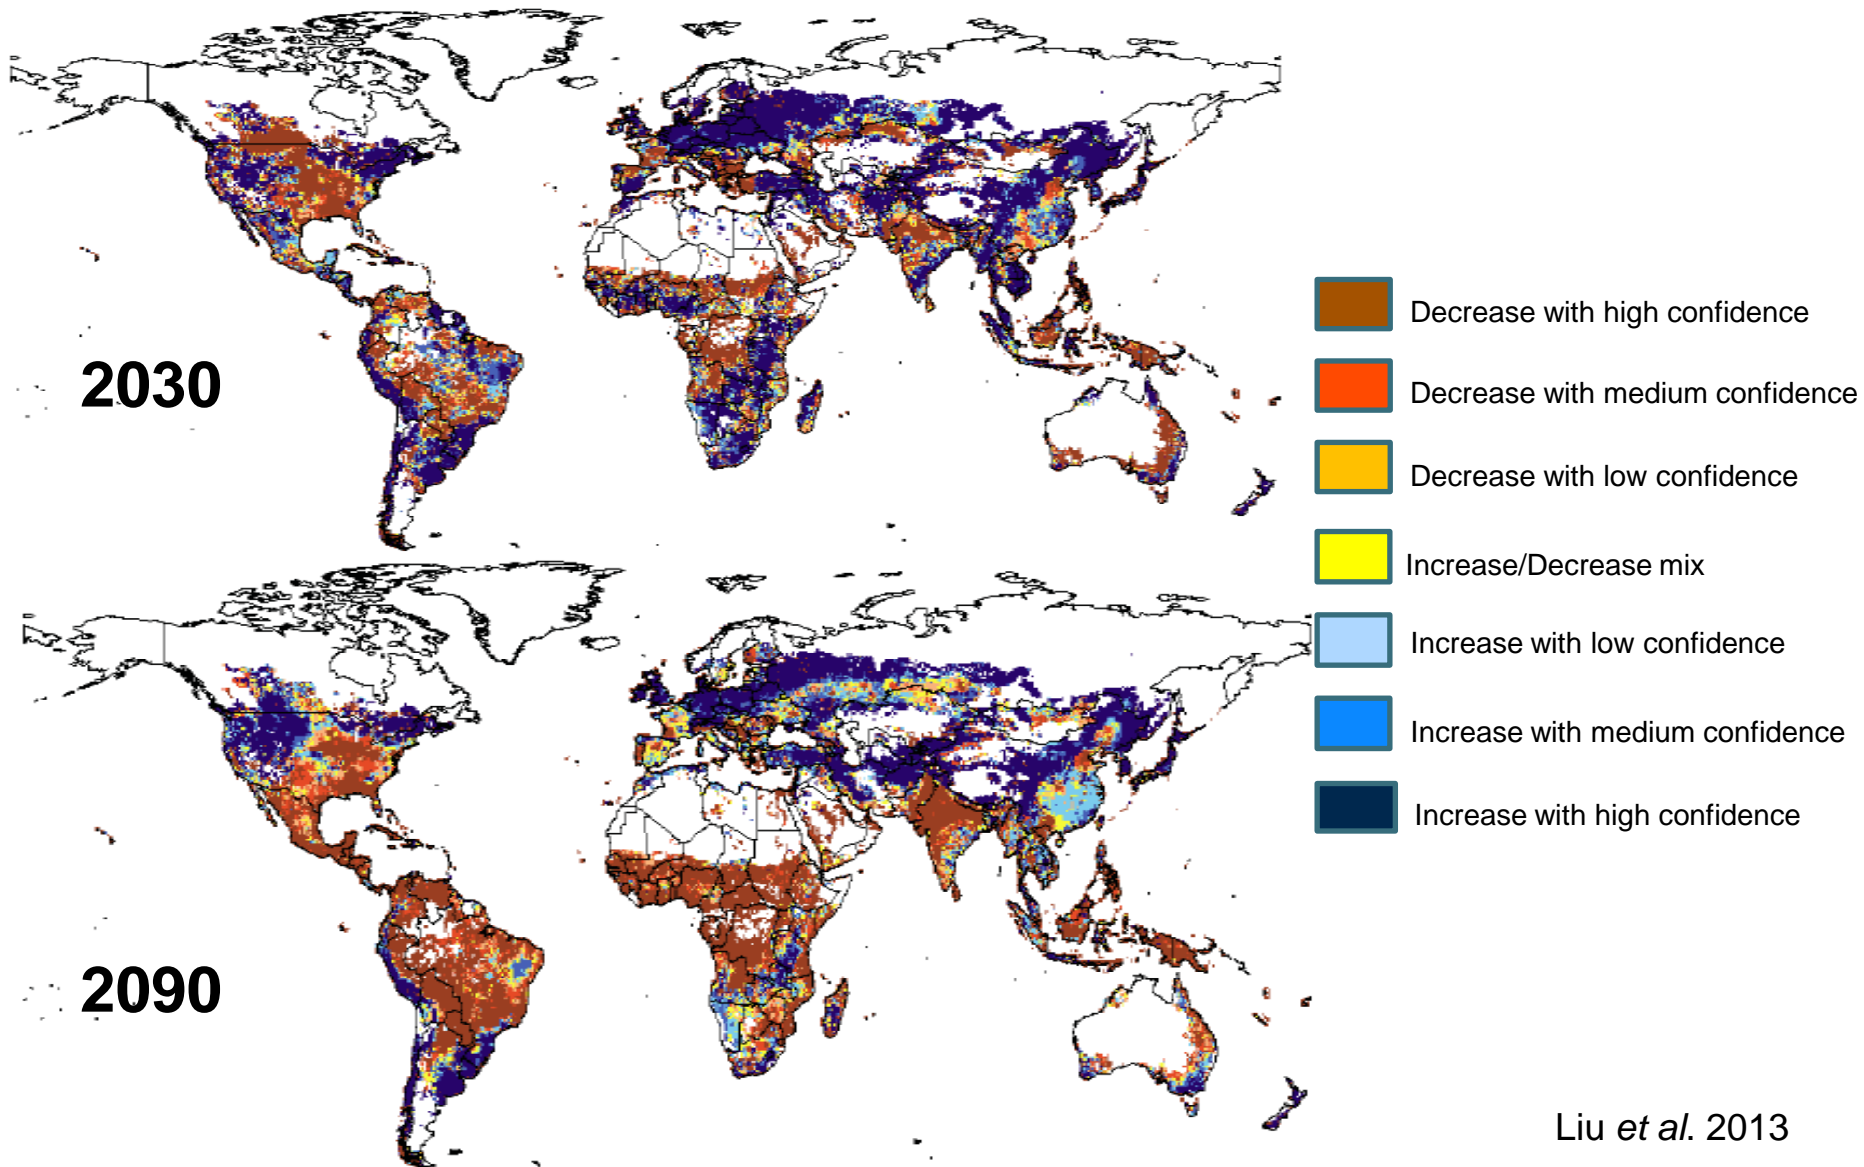 2030
Decrease with high confidence
Decrease with medium confidence
Decrease with low confidence
Increase/Decrease mix
Increase with low confidence
Increase with medium confidence
Increase with high confidence
2090
Liu et al. 2013